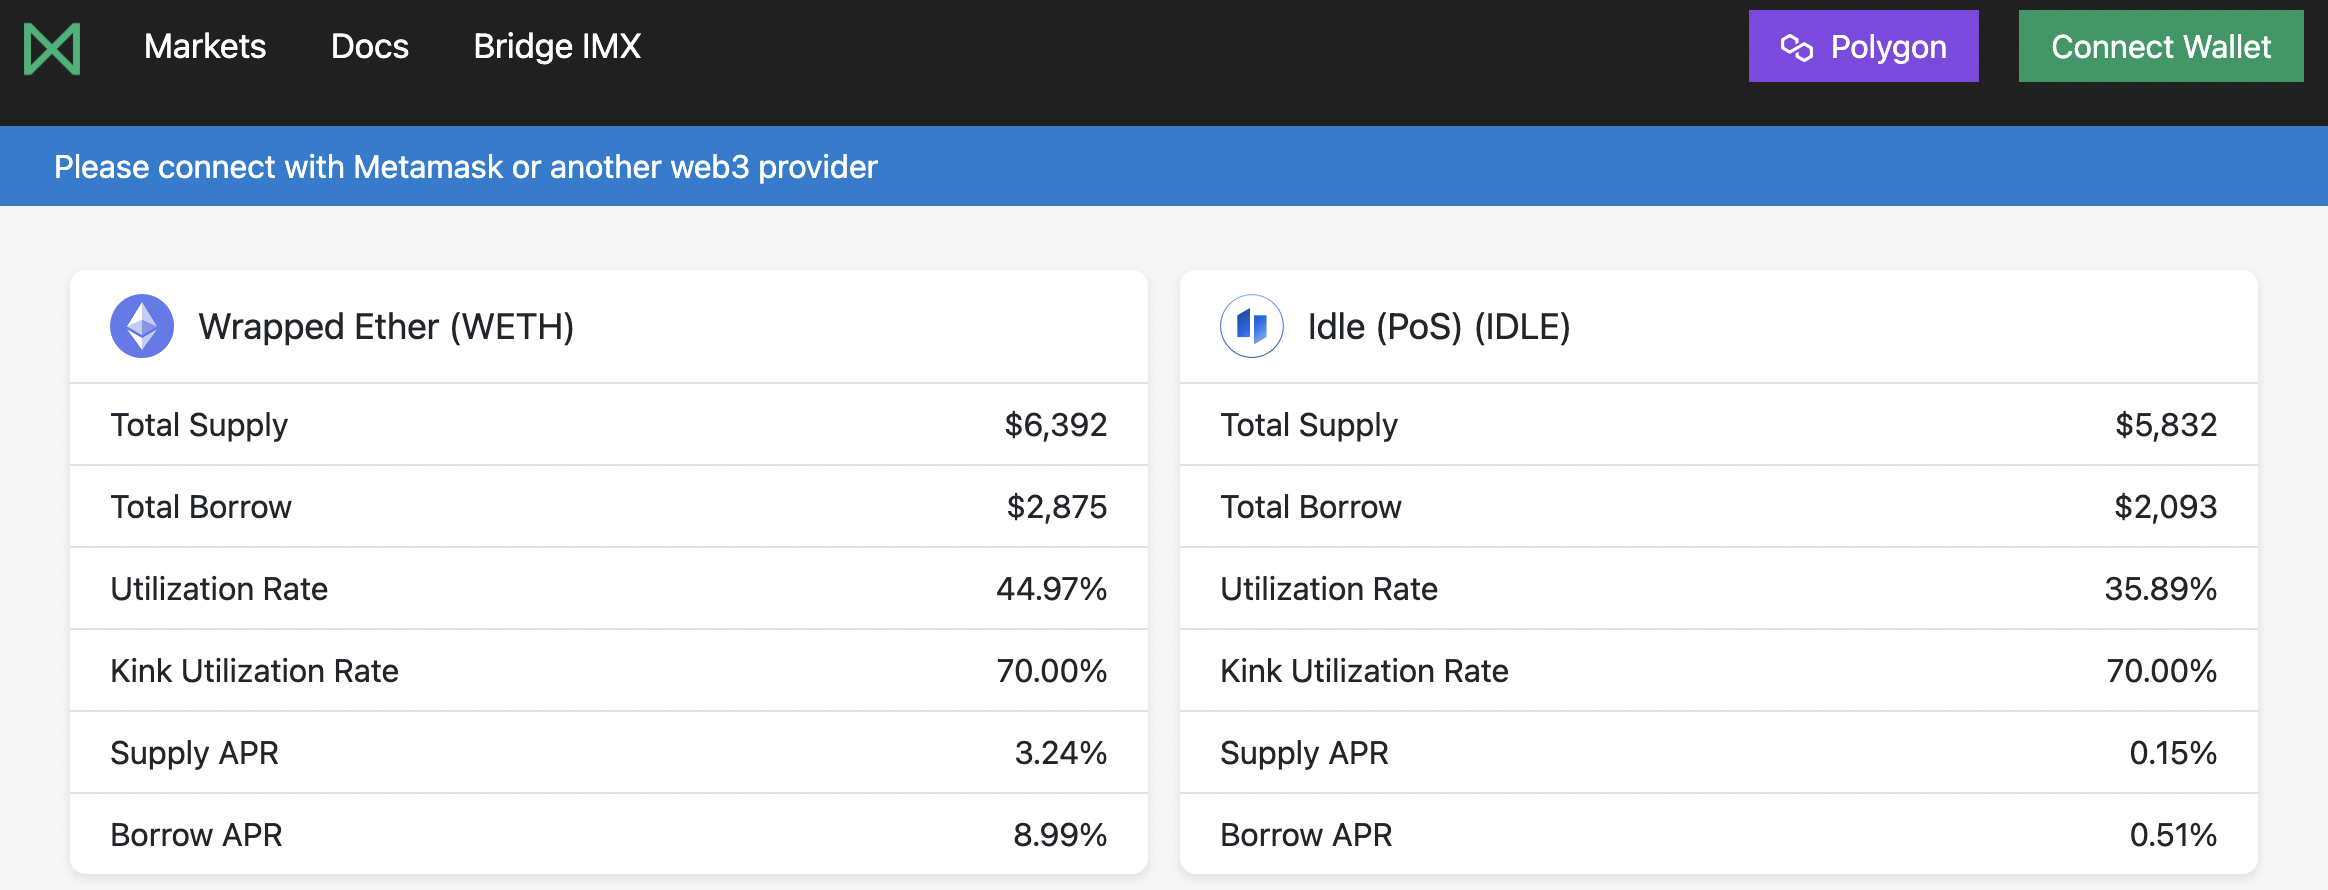 Markets Docs Bridge IMX Polygon Connect Wallet
Please connect with Metamask or another web3 provider
Wrapped Ether (WETH)
Total Supply $6,392
Total Borrow $2,875
Utilization Rate 44.97%
Kink Utilization Rate 70.00%
Supply APR 3.24%
Borrow APR 8.99%
Idle (PoS) (IDLE)
Total Supply $5,832
Total Borrow $2,093
Utilization Rate 35.89%
Kink Utilization Rate 70.00%
Supply APR 0.15%
Borrow APR 0.51%